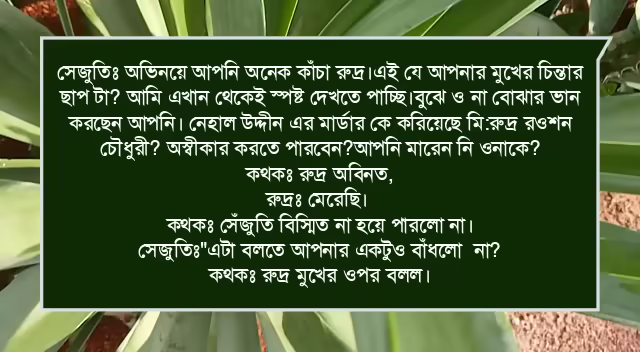 সেজুতিঃ অভিনয়ে আপনি অনেক কাঁচা রুদ্র।এই যে আপনার মুখের চিন্তার
ছাপ টা? আমি এখান থেকেই স্পষ্ট দেখতে পাচ্ছি।বুঝে ও না বোঝার ভান
করছেন আপনি। নেহাল উদ্দীন এর মার্ডার কে করিয়েছে মি:রুদ্র রওশন
চৌধুরী? অস্বীকার করতে পারবেন?আপনি মারেন নি ওনাকে?
কথকঃ রুদ্র অবিনত,
রুদ্রঃ মেরেছি।
কথকঃ সেঁজুতি বিস্মিত না হয়ে পারলো না।
সেজুতিঃ"এটা বলতে আপনার একটুও বাঁধলো না?
কথকঃ রুদ্র মুখের ওপর বলল।